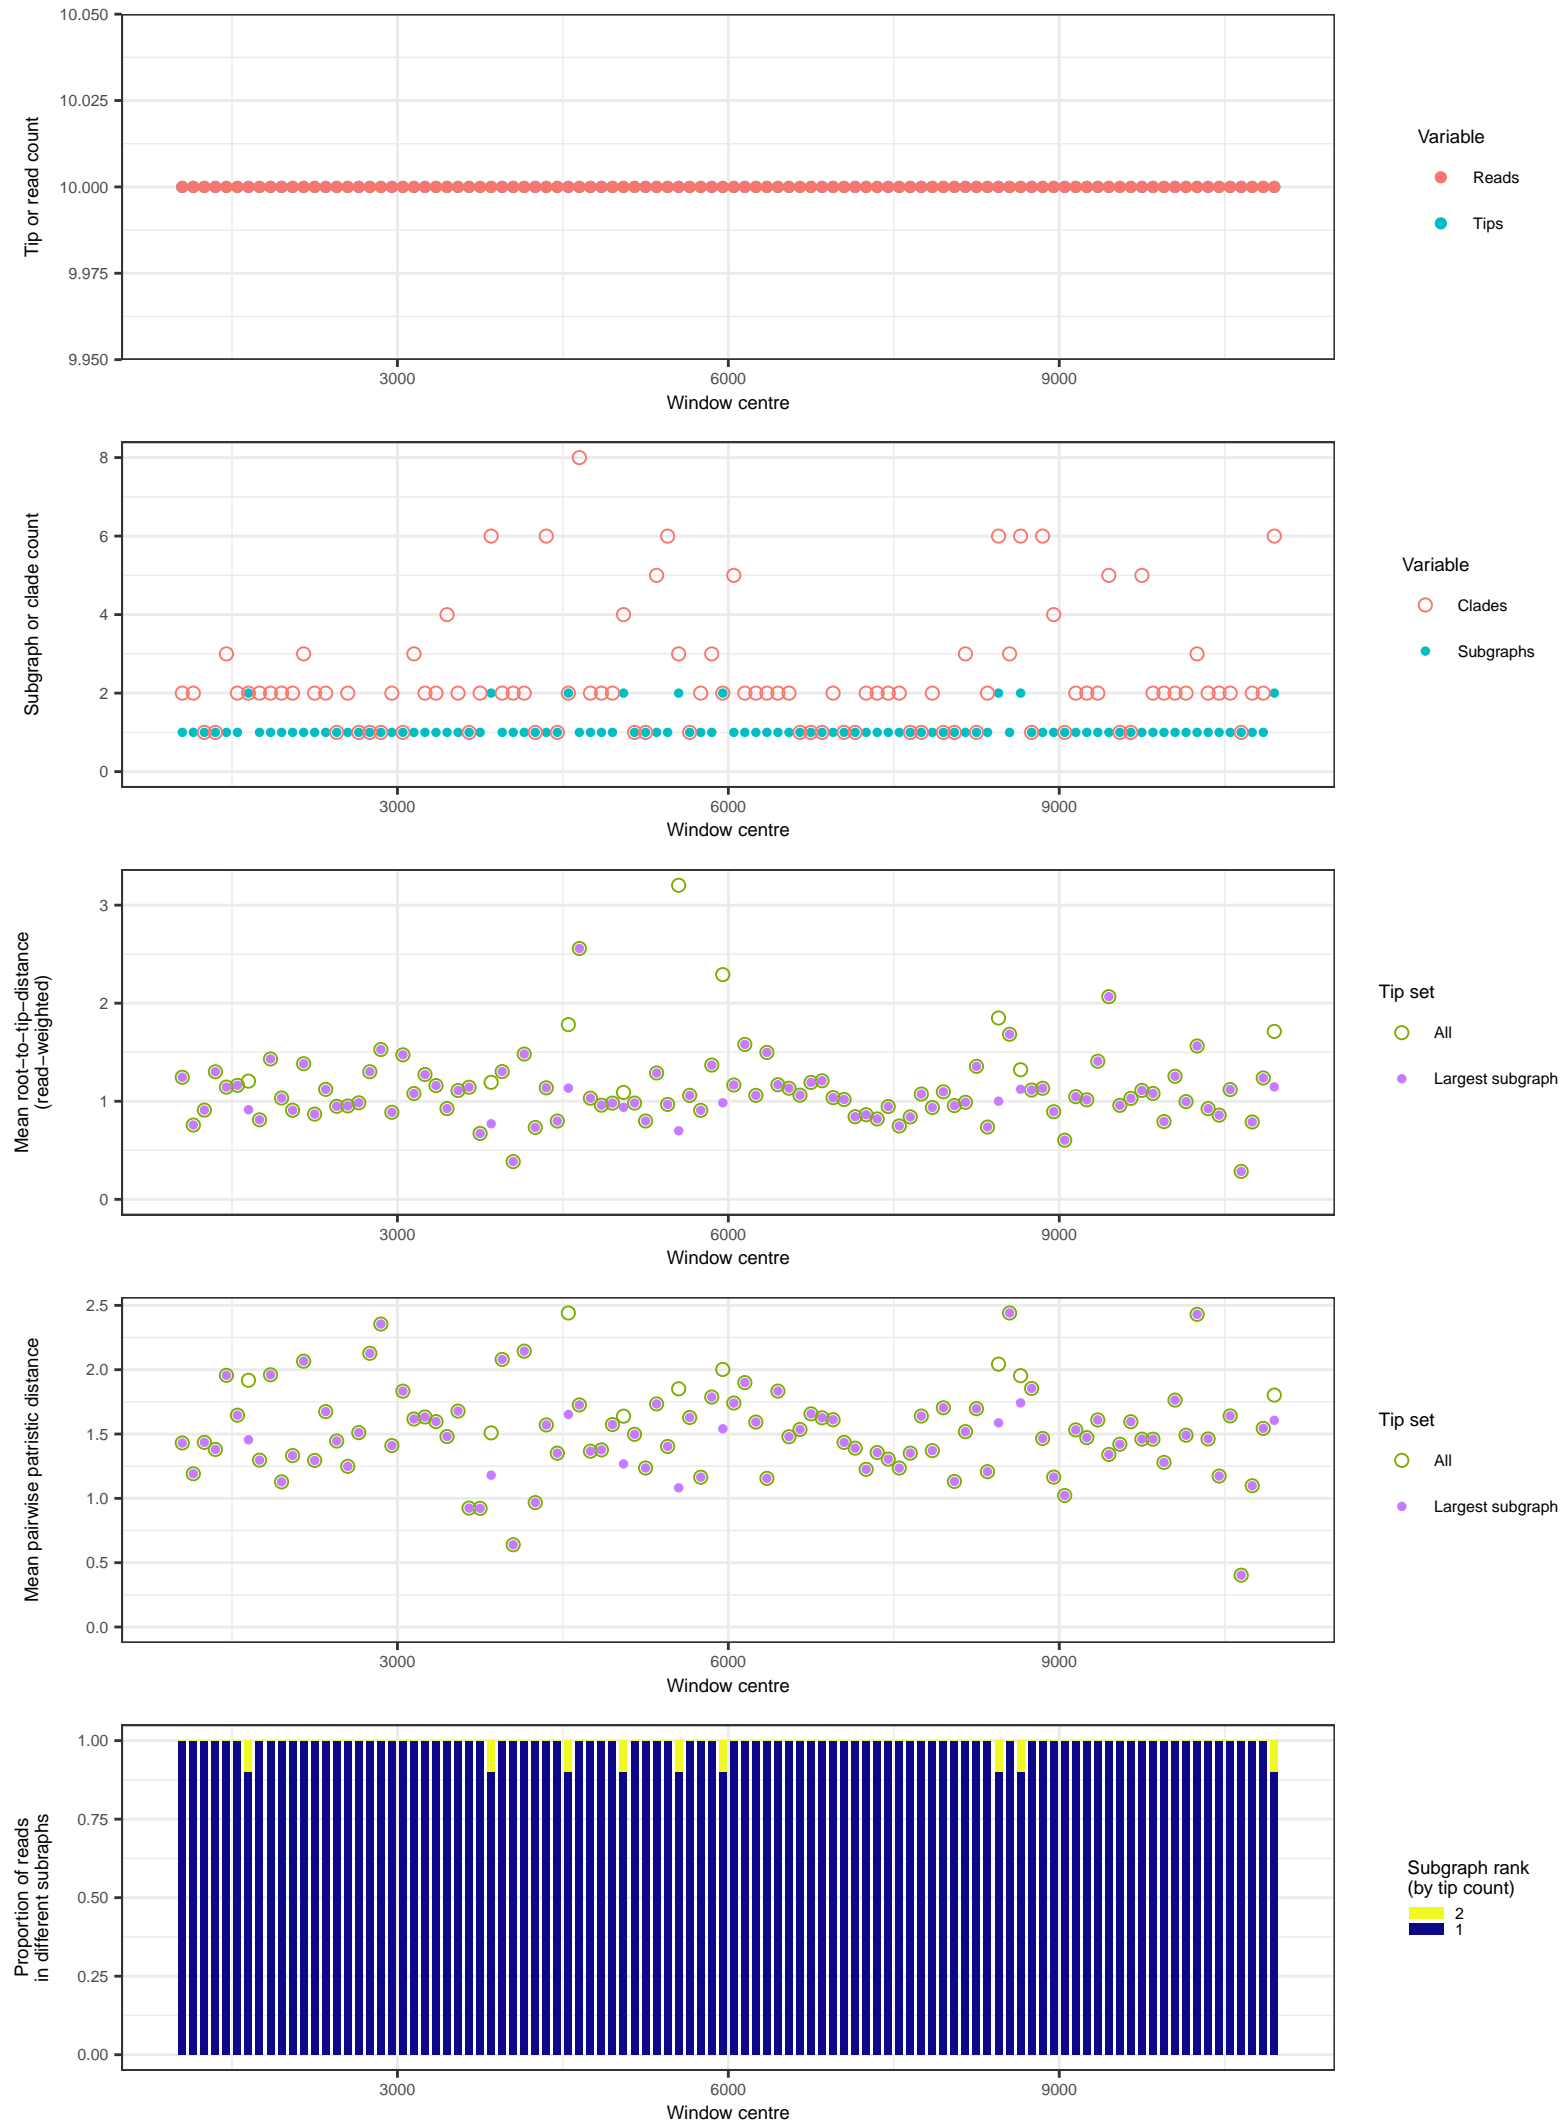 10.050
10.025
10.000
9.975
9.950
Tip or read count
3000
6000
9000
Window centre
Variable
Reads
Tips
8
6
4
2
0
Subgraph or clade count
3000
6000
9000
Window centre
Variable
Clades
Subgraphs
3
2
1
0
Mean root−to−tip−distance
(read−weighted)
3000
6000
9000
Window centre
Tip set
All
Largest subgraph
2.5
2.0
1.5
1.0
0.5
0.0
Mean pairwise patristic distance
3000
6000
9000
Window centre
Tip set
All
Largest subgraph
1.00
0.75
0.50
0.25
0.00
Proportion of reads
in different subraphs
3000
6000
9000
Window centre
Subgraph rank
(by tip count)
2
1